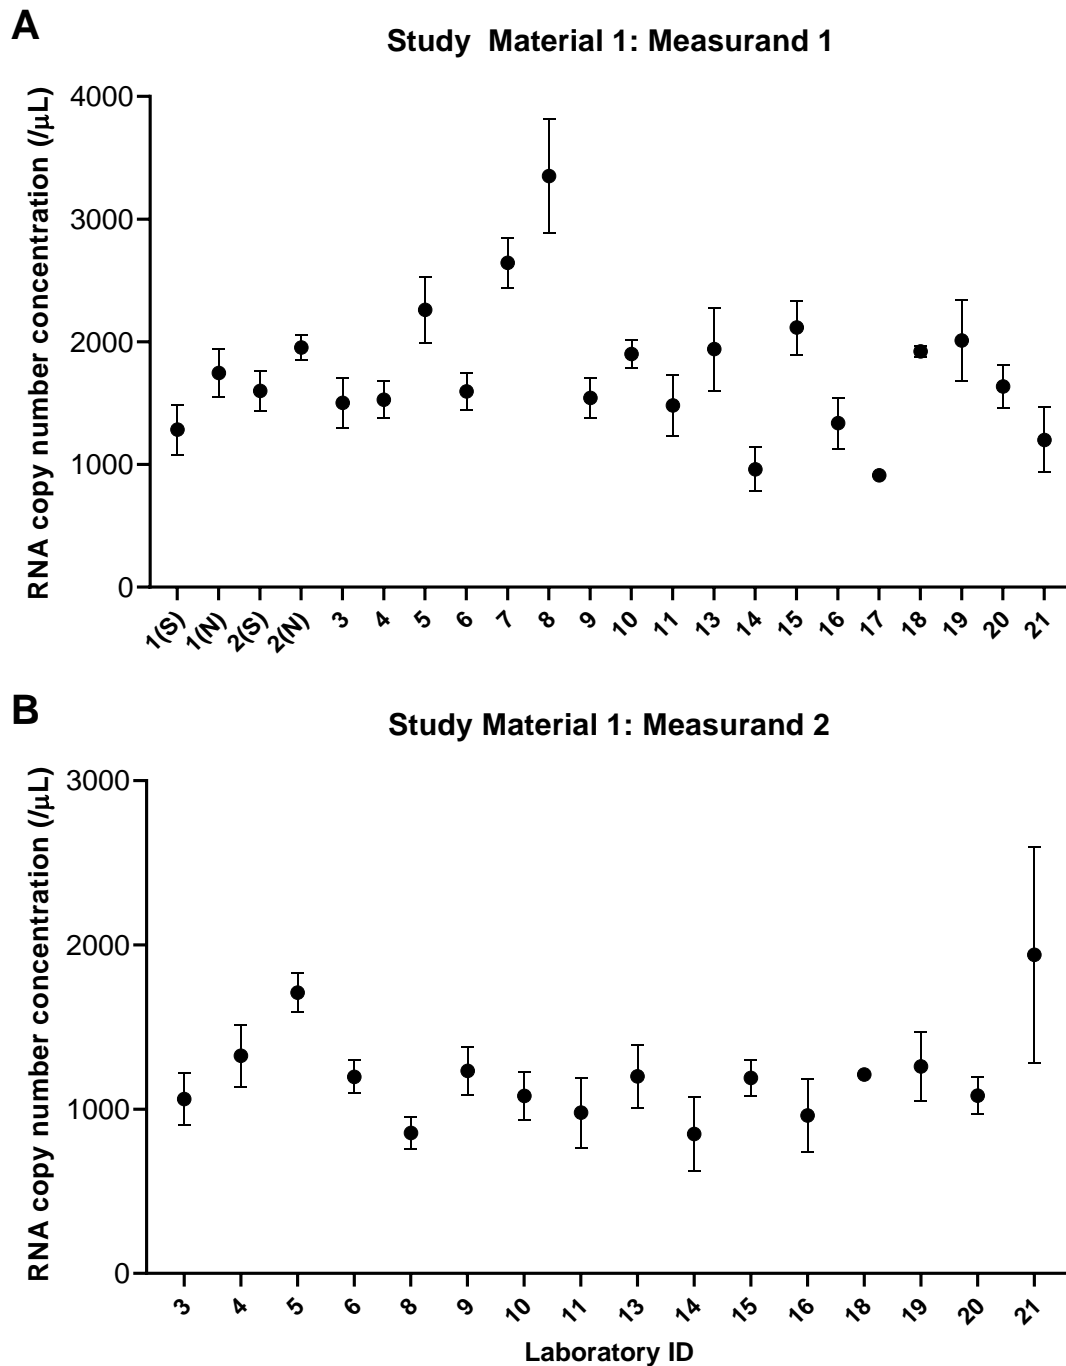 A
Study Material 1: Measurand 1
RNA copy number concentration (/μL)
4000
3000
2000
1000
0
1(S) 1(N) 2(S) 2(N) 3 4 5 6 7 8 9 10 11 13 14 15 16 17 18 19 20 21
B
Study Material 1: Measurand 2
RNA copy number concentration (/μL)
3000
2000
1000
0
3 4 5 6 8 9 10 11 13 14 15 16 18 19 20 21
Laboratory ID